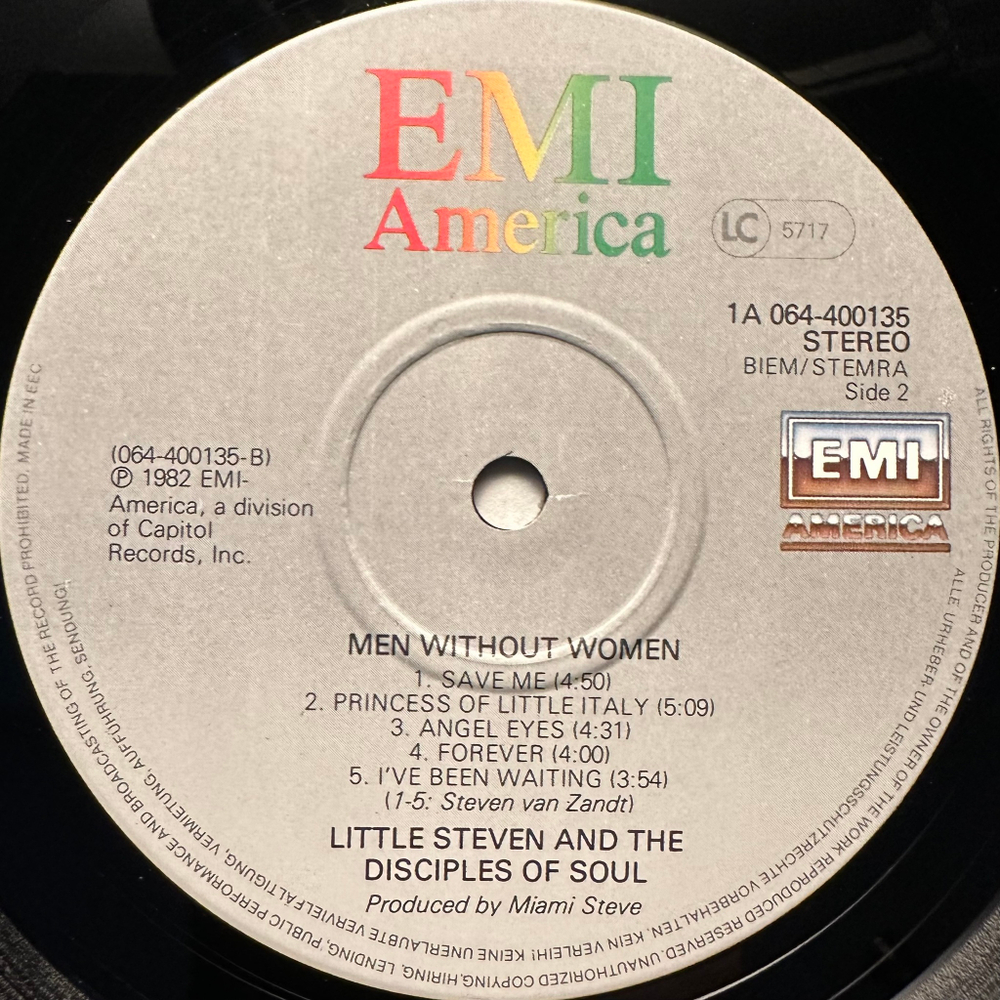 EMI
America
LC 5717
1A 064-400135
STEREO
BIEM/STEMRA
Side 2
EMI
AMERICA
(064-400135-B)
℗ 1982 EMI-
America, a division
of Capitol
Records, Inc.
MEN WITHOUT WOMEN
1. SAVE ME (4:50)
2. PRINCESS OF LITTLE ITALY (5:09)
3. ANGEL EYES (4:31)
4. FOREVER (4:00)
5. I'VE BEEN WAITING (3:54)
(1-5: Steven van Zandt)
LITTLE STEVEN AND THE
DISCIPLES OF SOUL
Produced by Miami Steve
ALL RIGHTS OF THE PRODUCER AND OF THE OWNER OF THE WORK REPRODUCED RESERVED. UNAUTHORIZED COPYING, HIRING, LENDING, PUBLIC PERFORMANCE AND BROADCASTING OF THE RECORD PROHIBITED. MADE IN EEC
ALLE URHEBER- UND LEISTUNGSSCHUTZRECHTE VORBEHALTEN. KEIN VERLEIH! KEINE UNERLAUBTE VERVIELFÄLTIGUNG, VERMIETUNG, AUFFÜHRUNG, SENDUNG!